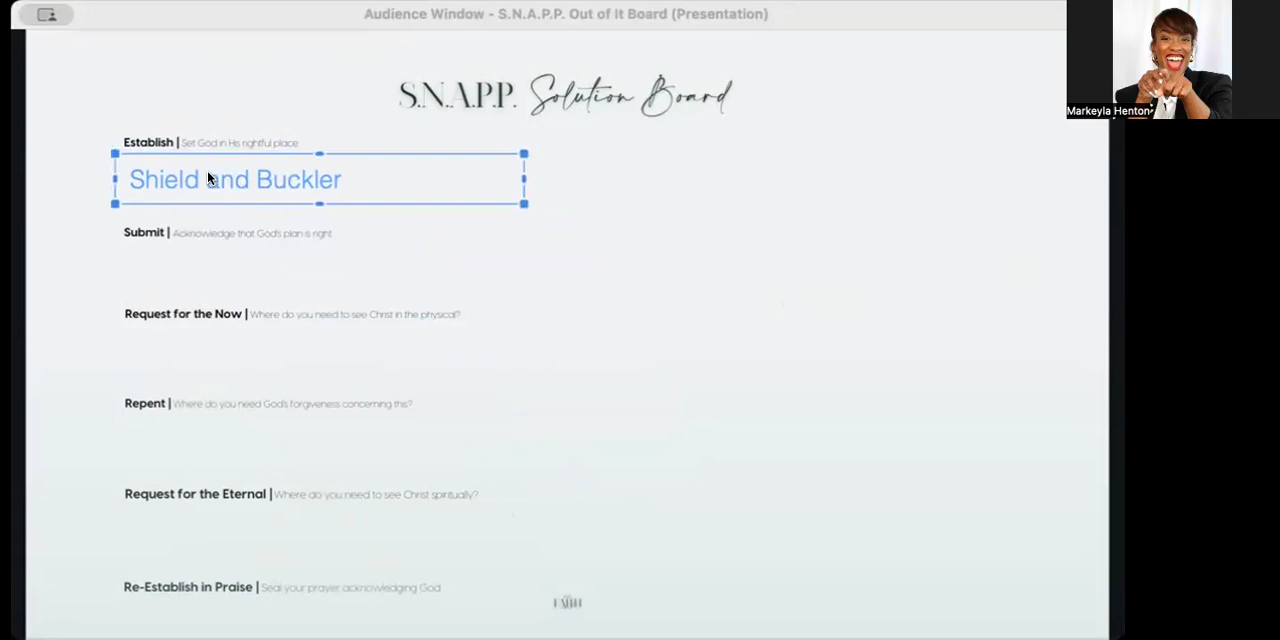 Audience Window - S.N.A.P.P. Out of It Board (Presentation)
Markeyla Henton
S.N.A.P.P. Solution Board
Establish | Set God in His rightful place
Shield and Buckler
Submit | Acknowledge that God's plan is right
Request for the Now | Where do you need to see Christ in the physical?
Repent | Where do you need God's forgiveness concerning this?
Request for the Eternal | Where do you need to see Christ spiritually?
Re-Establish in Praise | Seal your prayer acknowledging God